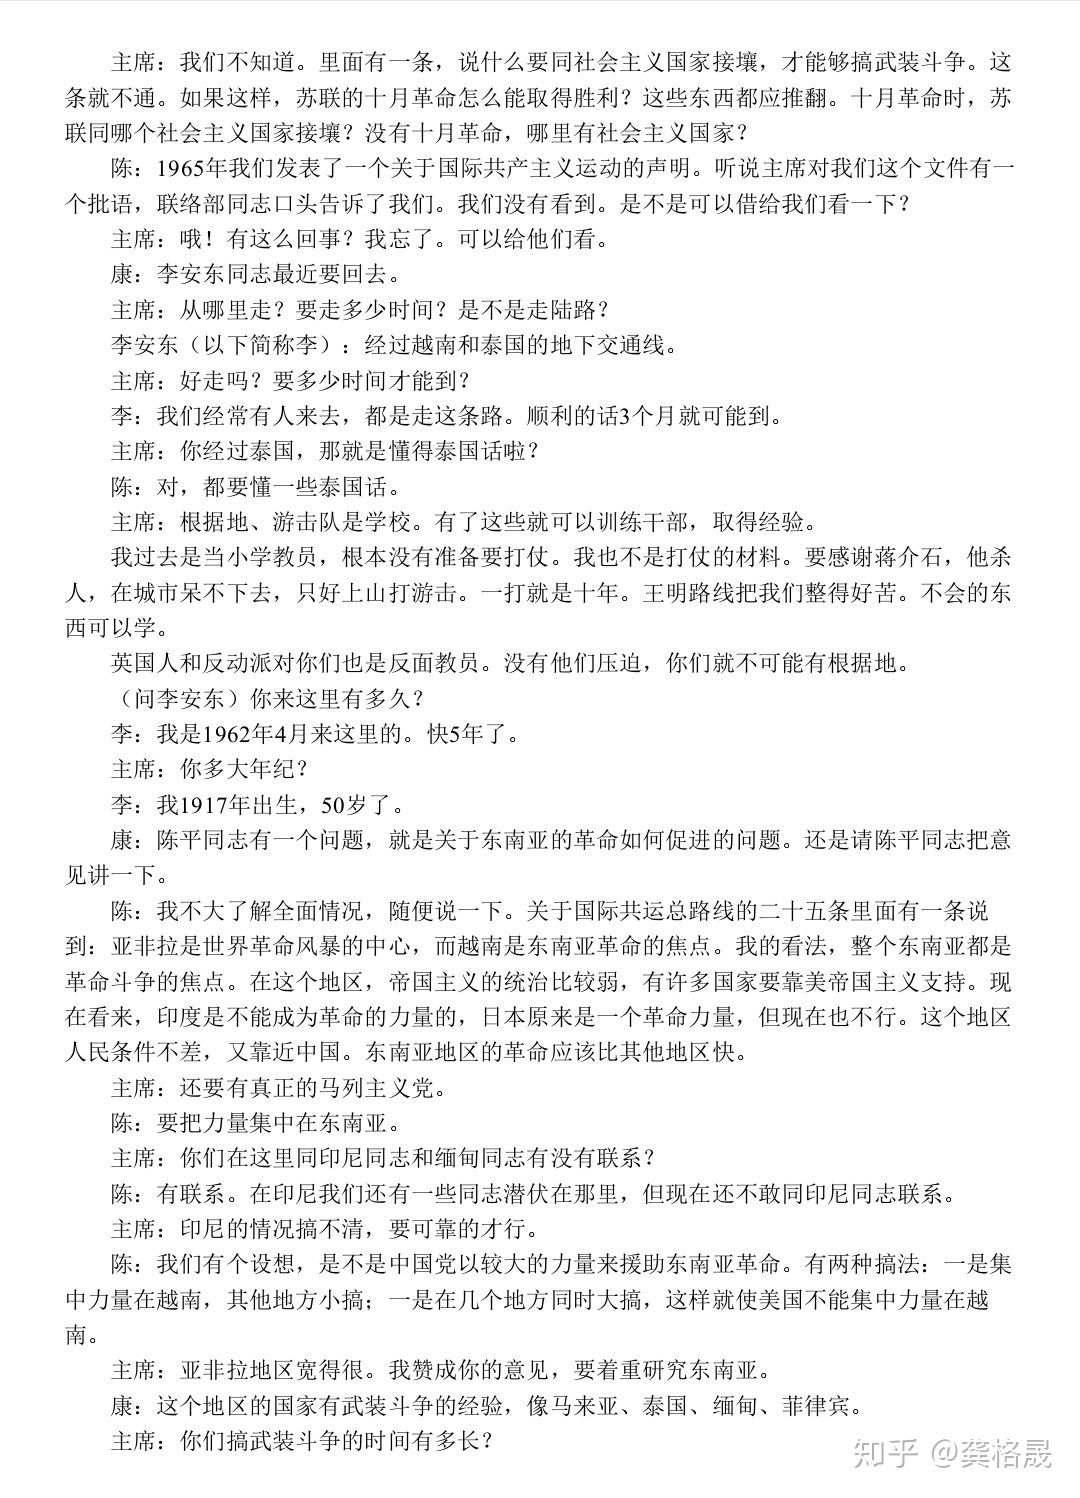 主席：我们不知道。里面有一条，说什么要同社会主义国家接壤，才能够搞武装斗争。这
条就不通。如果这样，苏联的十月革命怎么能取得胜利？这些东西都应推翻。十月革命时，苏
联同哪个社会主义国家接壤？没有十月革命，哪里有社会主义国家？
陈：1965年我们发表了一个关于国际共产主义运动的声明。听说主席对我们这个文件有一
个批语，联络部同志口头告诉了我们。我们没有看到。是不是可以借给我们看一下？
主席：哦！有这么回事？我忘了。可以给他们看。
康：李安东同志最近要回去。
主席：从哪里走？要走多少时间？是不是走陆路？
李安东（以下简称李）：经过越南和泰国的地下交通线。
主席：好走吗？要多少时间才能到？
李：我们经常有人来去，都是走这条路。顺利的话3个月就可能到。
主席：你经过泰国，那就是懂得泰国话啦？
陈：对，都要懂一些泰国话。
主席：根据地、游击队是学校。有了这些就可以训练干部，取得经验。
我过去是当小学教员，根本没有准备要打仗。我也不是打仗的材料。要感谢蒋介石，他杀
人，在城市呆不下去，只好上山打游击。一打就是十年。王明路线把我们整得好苦。不会的东
西可以学。
英国人和反动派对你们也是反面教员。没有他们压迫，你们就不可能有根据地。
（问李安东）你来这里有多久？
李：我是1962年4月来这里的。快5年了。
主席：你多大年纪？
李：我1917年出生，50岁了。
康：陈平同志有一个问题，就是关于东南亚的革命如何促进的问题。还是请陈平同志把意
见讲一下。
陈：我不大了解全面情况，随便说一下。关于国际共运总路线的二十五条里面有一条说
到：亚非拉是世界革命风暴的中心，而越南是东南亚革命的焦点。我的看法，整个东南亚都是
革命斗争的焦点。在这个地区，帝国主义的统治比较弱，有许多国家要靠美帝国主义支持。现
在看来，印度是不能成为革命的力量的，日本原来是一个革命力量，但现在也不行。这个地区
人民条件不差，又靠近中国。东南亚地区的革命应该比其他地区快。
主席：还要有真正的马列主义党。
陈：要把力量集中在东南亚。
主席：你们在这里同印尼同志和缅甸同志有没有联系？
陈：有联系。在印尼我们还有一些同志潜伏在那里，但现在还不敢同印尼同志联系。
主席：印尼的情况搞不清，要可靠的才行。
陈：我们有个设想，是不是中国党以较大的力量来援助东南亚革命。有两种搞法：一是集
中力量在越南，其他地方小搞；一是在几个地方同时大搞，这样就使美国不能集中力量在越
南。
主席：亚非拉地区宽得很。我赞成你的意见，要着重研究东南亚。
康：这个地区的国家有武装斗争的经验，像马来亚、泰国、缅甸、菲律宾。
主席：你们搞武装斗争的时间有多长？
知乎 @龚格晟